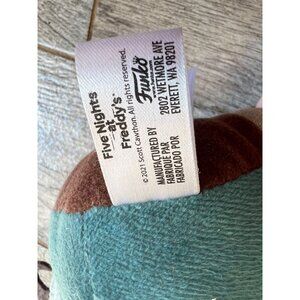 Five Nights
at
Freddy's™
© 2021 Scott Cawthon. All rights reserved.
Funko
2802 WETMORE AVE
EVERETT, WA 98201
MANUFACTURED BY
FABRIQUÉ PAR
FABRICADO POR